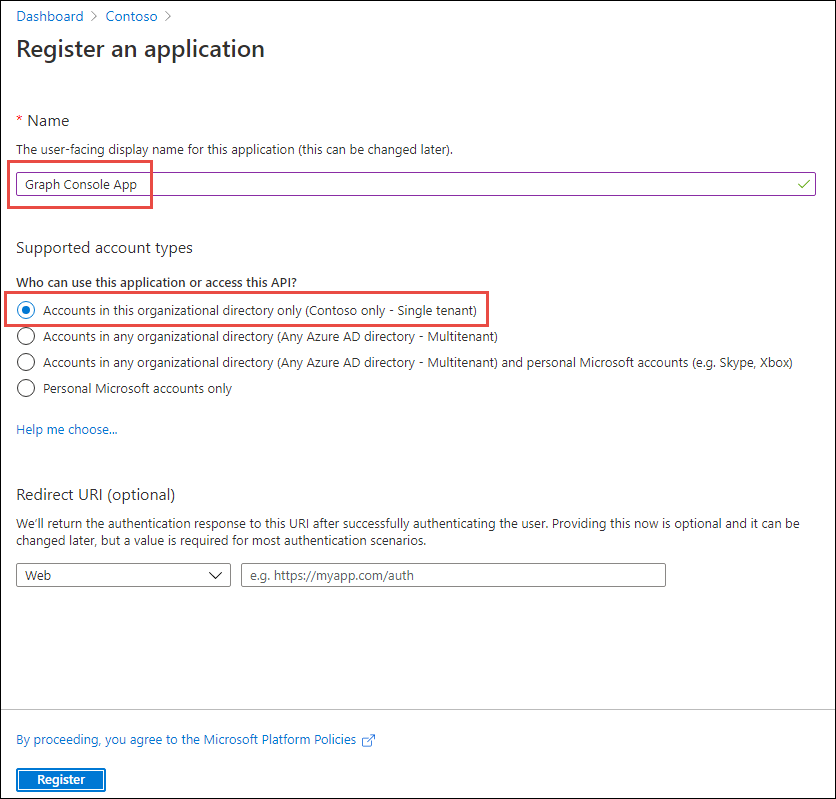 Dashboard > Contoso >
Register an application
* Name
The user-facing display name for this application (this can be changed later).
Graph Console App
Supported account types
Who can use this application or access this API?
Accounts in this organizational directory only (Contoso only - Single tenant)
Accounts in any organizational directory (Any Azure AD directory - Multitenant)
Accounts in any organizational directory (Any Azure AD directory - Multitenant) and personal Microsoft accounts (e.g. Skype, Xbox)
Personal Microsoft accounts only
Help me choose...
Redirect URI (optional)
We'll return the authentication response to this URI after successfully authenticating the user. Providing this now is optional and it can be
changed later, but a value is required for most authentication scenarios.
Web
e.g. https://myapp.com/auth
By proceeding, you agree to the Microsoft Platform Policies
Register